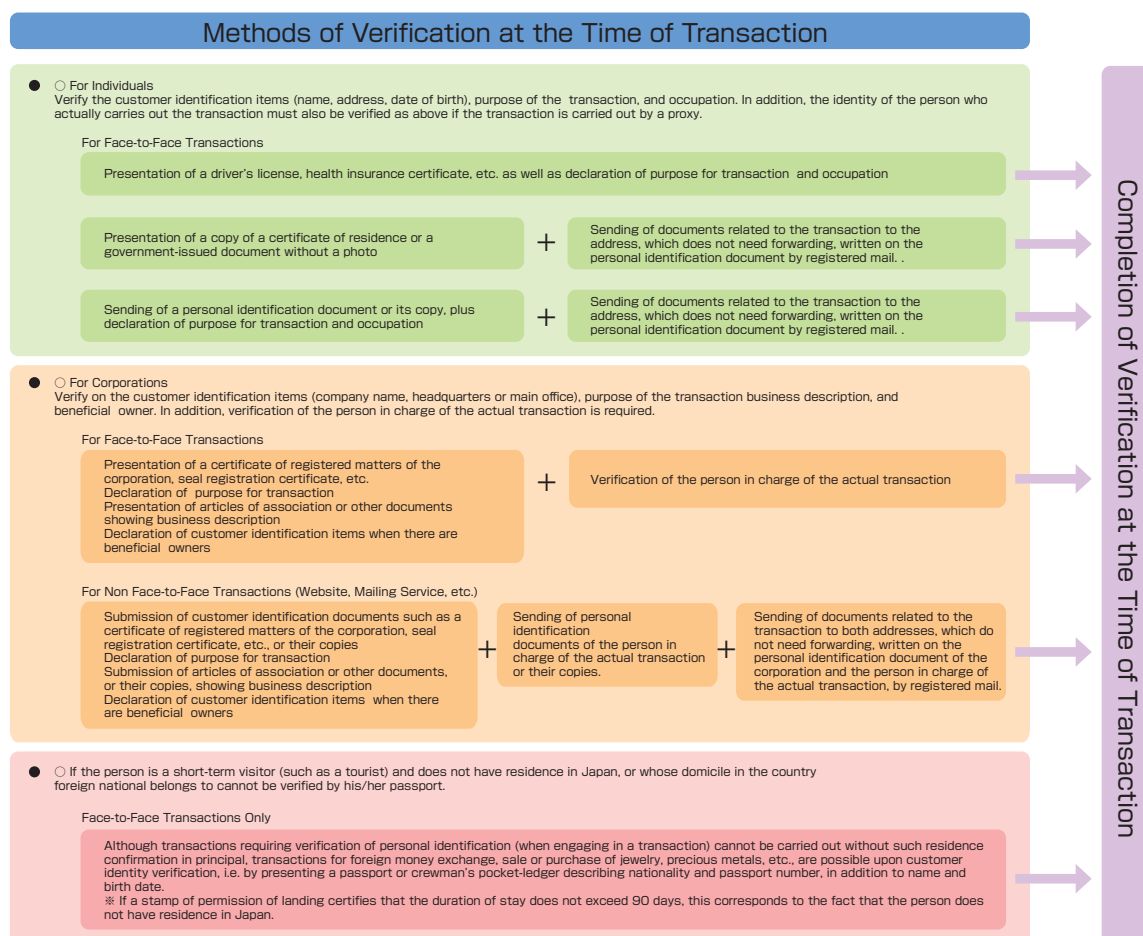 Methods of Verification at the Time of Transaction
● ○ For Individuals
Verify the customer identification items (name, address, date of birth), purpose of the transaction, and occupation. In addition, the identity of the person who
actually carries out the transaction must also be verified as above if the transaction is carried out by a proxy.
For Face-to-Face Transactions
Presentation of a driver's license, health insurance certificate, etc. as well as declaration of purpose for transaction and occupation
Presentation of a copy of a certificate of residence or a
government-issued document without a photo
+
Sending of documents related to the transaction to the
address, which does not need forwarding, written on the
personal identification document by registered mail. .
Sending of a personal identification document or its copy, plus
declaration of purpose for transaction and occupation
+
Sending of documents related to the transaction to the
address, which does not need forwarding, written on the
personal identification document by registered mail. .
● ○ For Corporations
Verify on the customer identification items (company name, headquarters or main office), purpose of the transaction business description, and
beneficial owner. In addition, verification of the person in charge of the actual transaction is required.
For Face-to-Face Transactions
Presentation of a certificate of registered matters of the
corporation, seal registration certificate, etc.
Declaration of purpose for transaction
Presentation of articles of association or other documents
showing business description
Declaration of customer identification items when there are
beneficial owners
+
Verification of the person in charge of the actual transaction
For Non Face-to-Face Transactions (Website, Mailing Service, etc.)
Submission of customer identification documents such as a
certificate of registered matters of the corporation, seal
registration certificate, etc., or their copies
Declaration of purpose for transaction
Submission of articles of association or other documents,
or their copies, showing business description
Declaration of customer identification items when there
are beneficial owners
+
Sending of personal
identification
documents of the person in
charge of the actual transaction
or their copies.
+
Sending of documents related to the
transaction to both addresses, which do
not need forwarding, written on the
personal identification document of the
corporation and the person in charge of
the actual transaction, by registered mail.
● ○ If the person is a short-term visitor (such as a tourist) and does not have residence in Japan, or whose domicile in the country
foreign national belongs to cannot be verified by his/her passport.
Face-to-Face Transactions Only
Although transactions requiring verification of personal identification (when engaging in a transaction) cannot be carried out without such residence
confirmation in principal, transactions for foreign money exchange, sale or purchase of jewelry, precious metals, etc., are possible upon customer
identity verification, i.e. by presenting a passport or crewman's pocket-ledger describing nationality and passport number, in addition to name and
birth date.
※ If a stamp of permission of landing certifies that the duration of stay does not exceed 90 days, this corresponds to the fact that the person does
not have residence in Japan.
Completion of Verification at the Time of Transaction